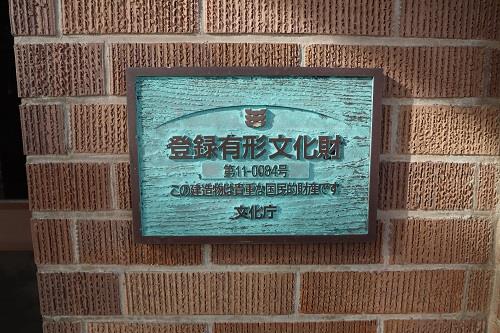 登録有形文化財
第11-0084号
この建造物は貴重な国民的財産です
文化庁